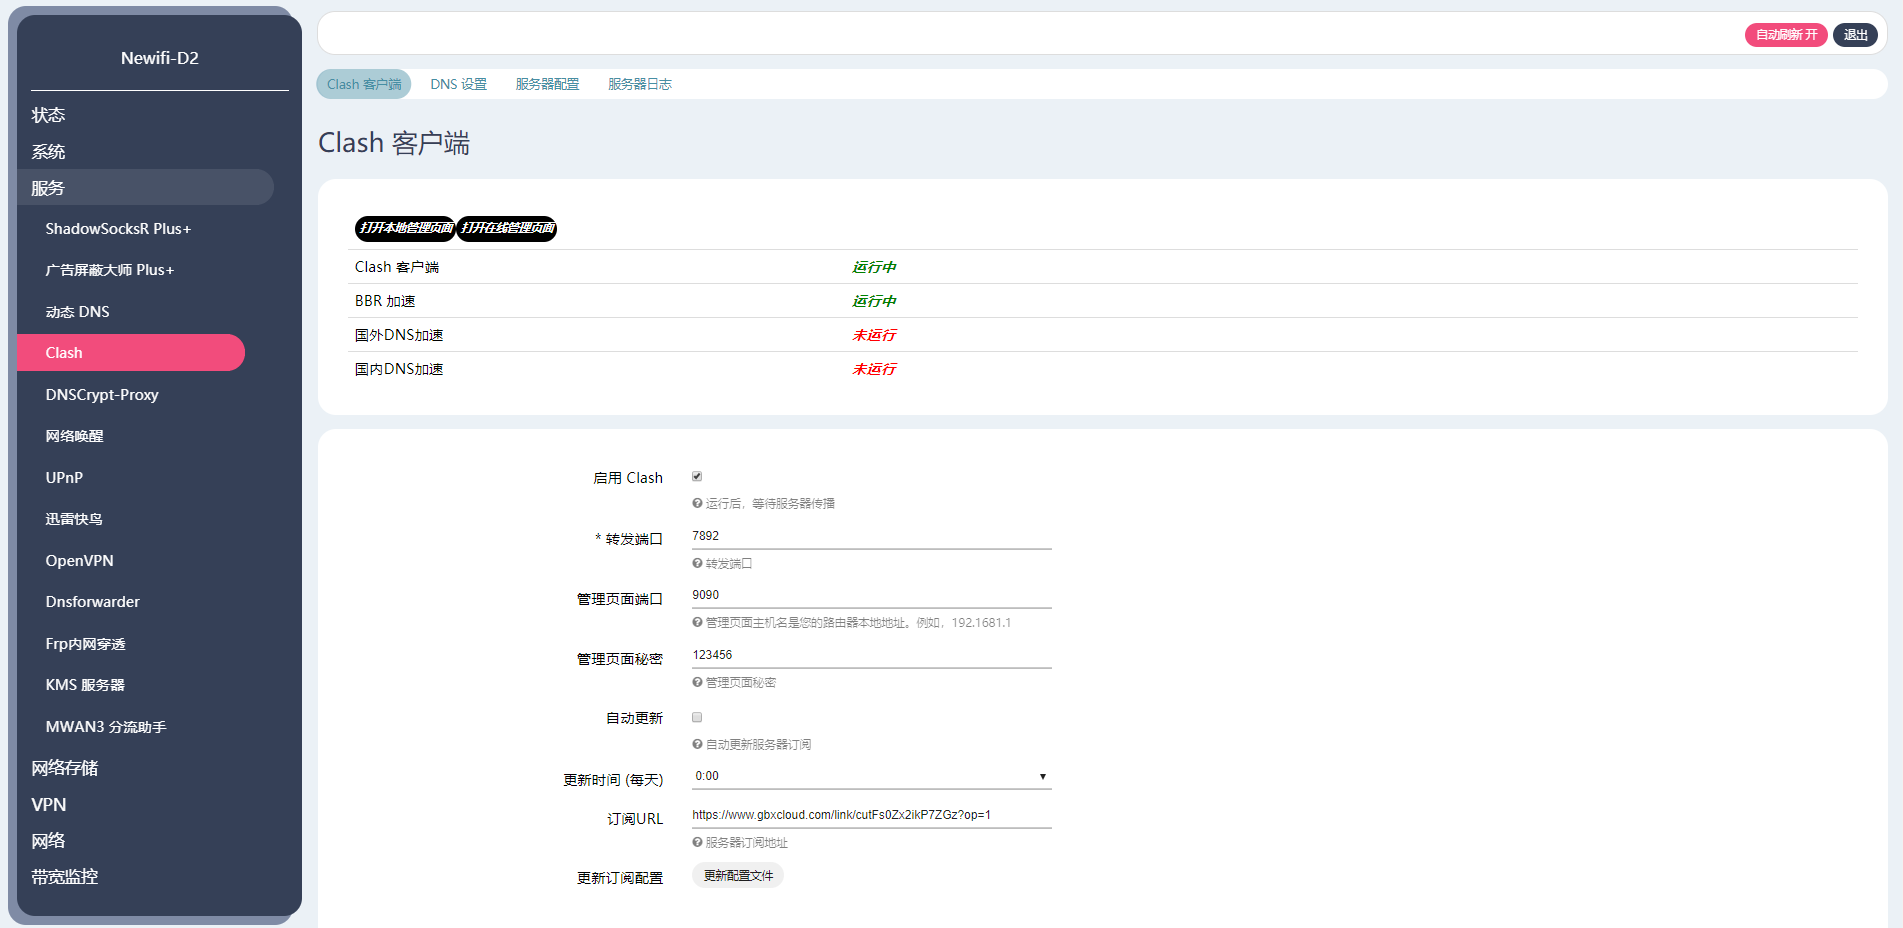 Newifi-D2
状态
系统
服务
ShadowSocksR Plus+
广告屏蔽大师 Plus+
动态 DNS
Clash
DNSCrypt-Proxy
网络唤醒
UPnP
迅雷快鸟
OpenVPN
Dnsforwarder
Frp内网穿透
KMS 服务器
MWAN3 分流助手
网络存储
VPN
网络
带宽监控
自动刷新 开 退出
Clash 客户端 DNS 设置 服务器配置 服务器日志
Clash 客户端
打开本地管理页面 打开在线管理页面
Clash 客户端 运行中
BBR 加速 运行中
国外DNS加速 未运行
国内DNS加速 未运行
启用 Clash
运行后，等待服务器传播
* 转发端口 7892
转发端口
管理页面端口 9090
管理页面主机名是您的路由器本地地址。例如，192.1681.1
管理页面秘密 123456
管理页面秘密
自动更新
自动更新服务器订阅
更新时间 (每天) 0:00
订阅URL https://www.gbxcloud.com/link/cutFs0Zx2ikP7ZGz?op=1
服务器订阅地址
更新订阅配置 更新配置文件